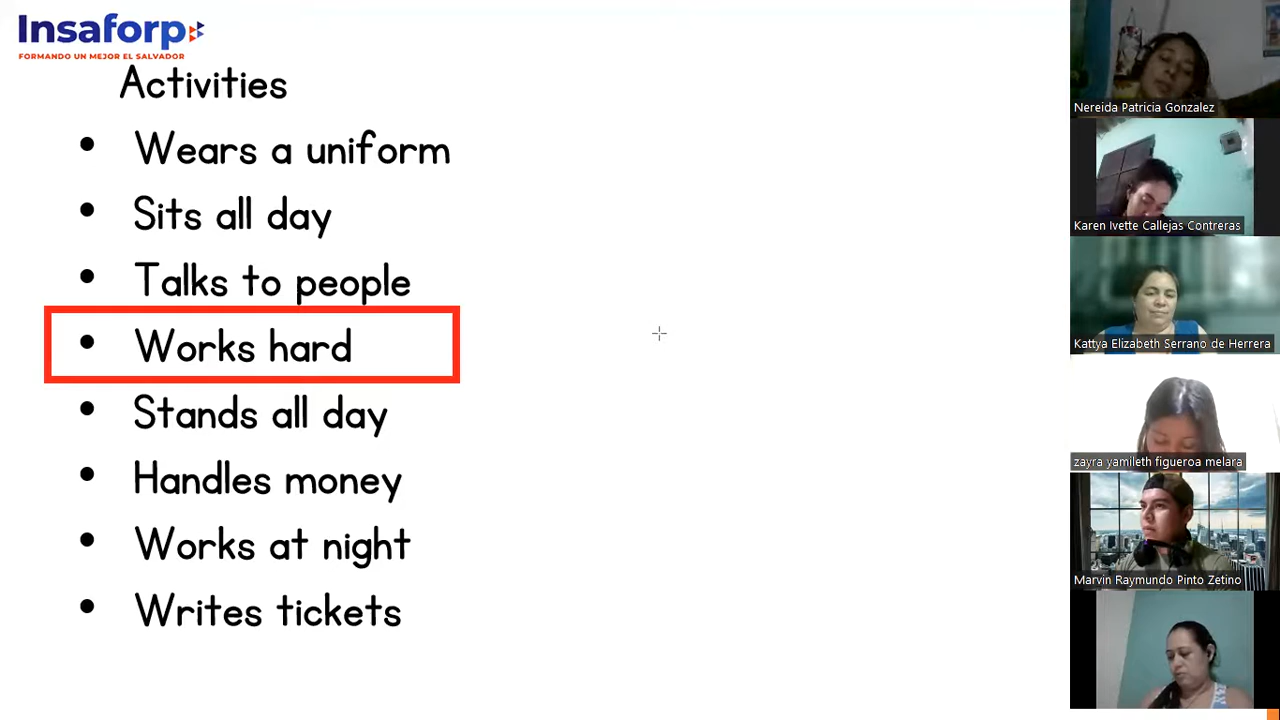 Insaforp
FORMANDO UN MEJOR EL SALVADOR
Activities
• Wears a uniform
• Sits all day
• Talks to people
• Works hard
• Stands all day
• Handles money
• Works at night
• Writes tickets
Nereida Patricia Gonzalez
Karen Ivette Callejas Contreras
Kattya Elizabeth Serrano de Herrera
zayra yamileth figueroa melara
Marvin Raymundo Pinto Zetino